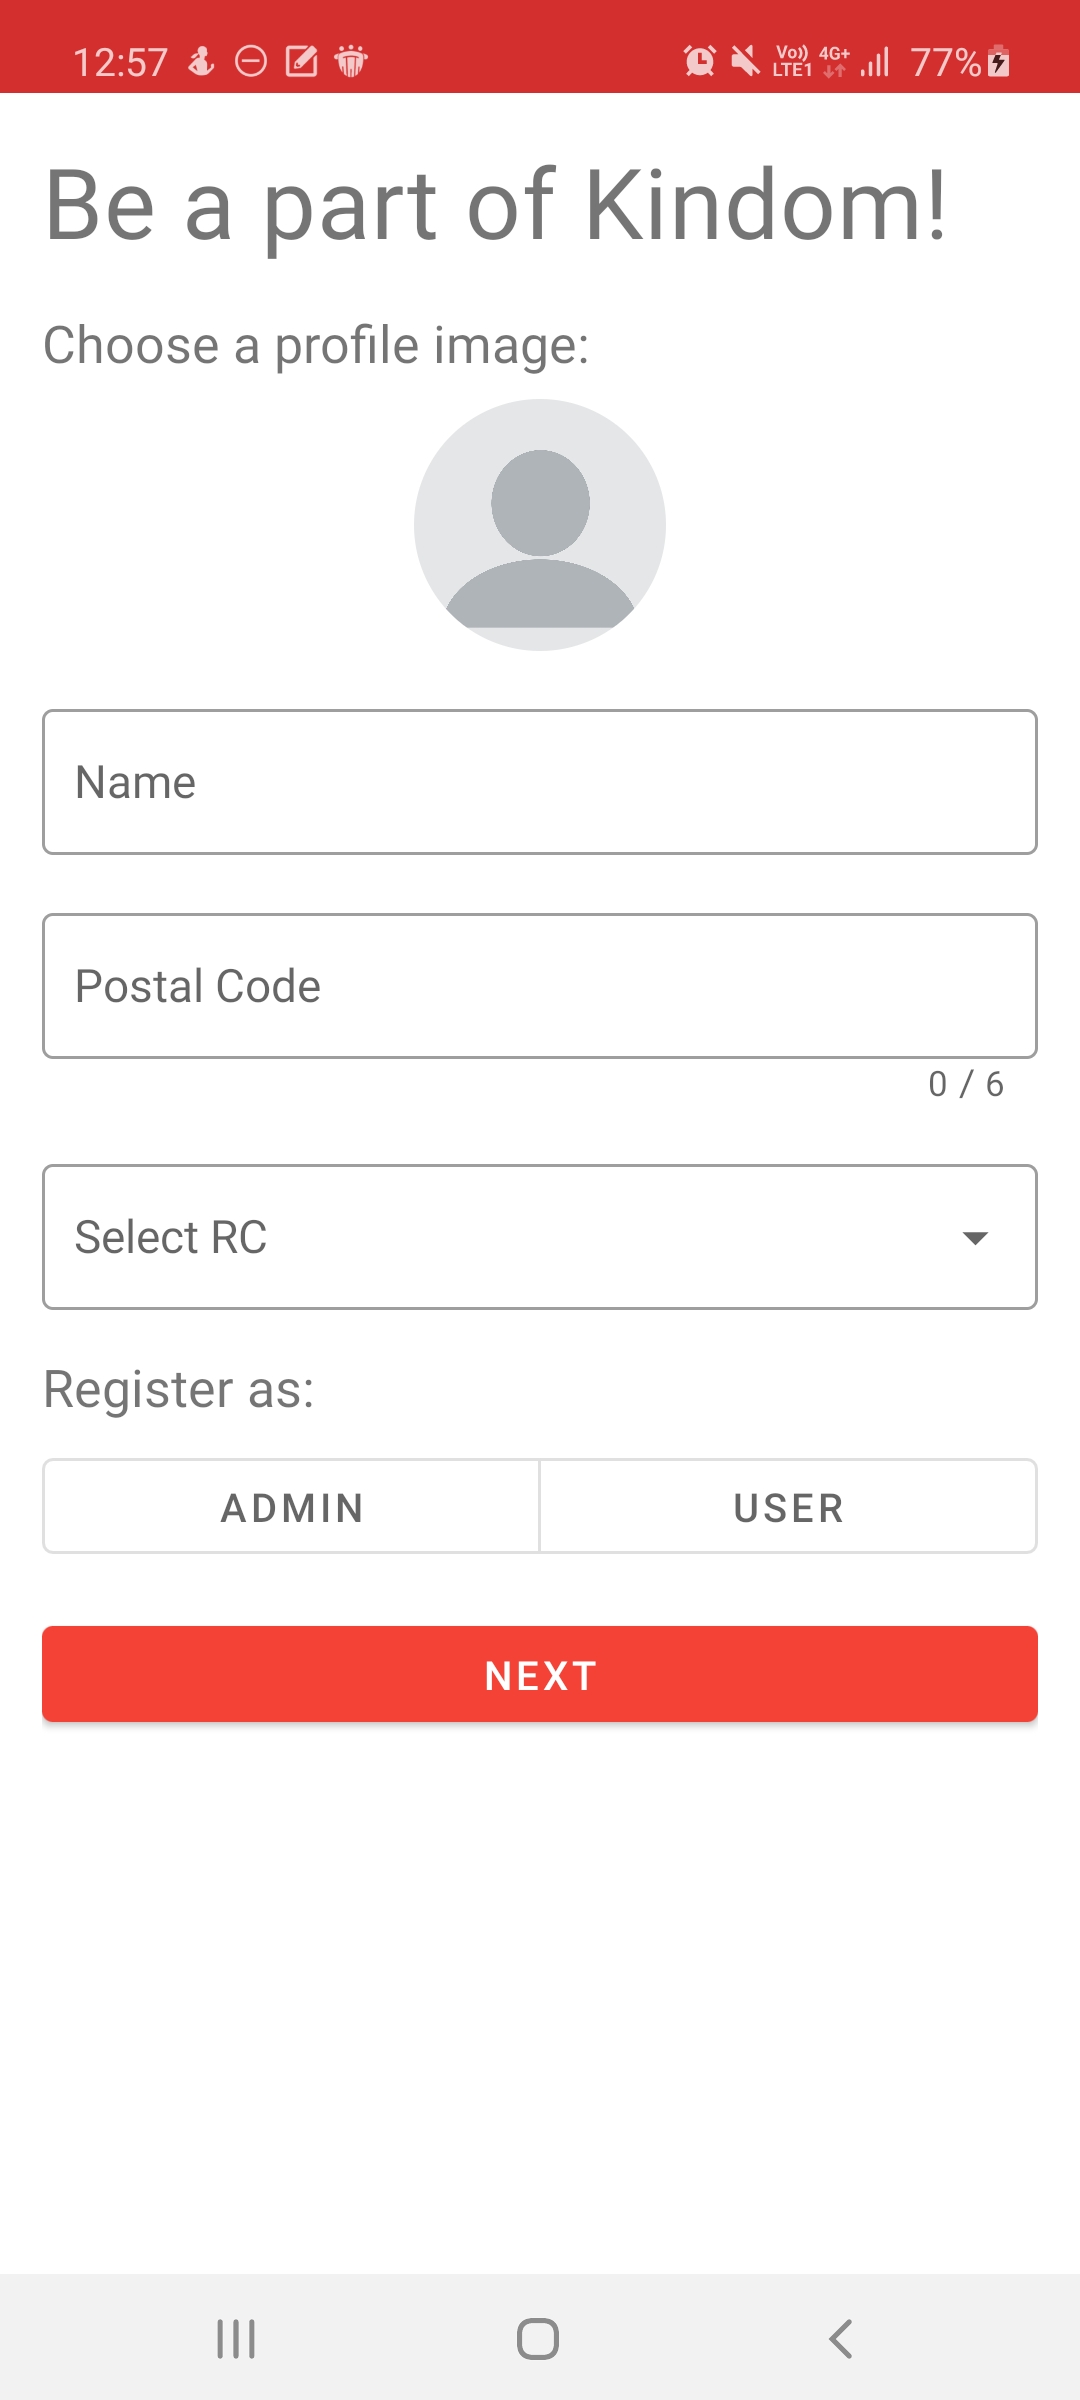 12:57
Vo)) LTE1 4G+ 77%
Be a part of Kindom!
Choose a profile image:
Name
Postal Code
0 / 6
Select RC
Register as:
ADMIN USER
NEXT